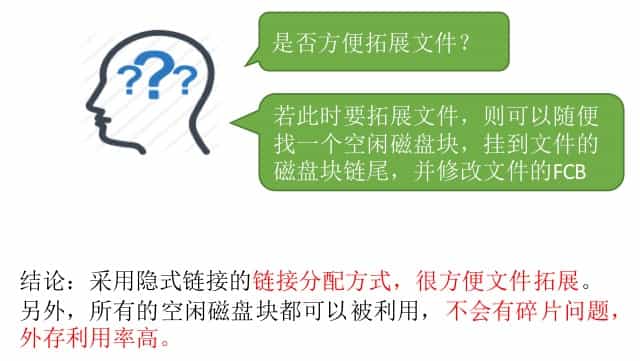 是否方便拓展文件？
???
若此时要拓展文件，则可以随便
找一个空闲磁盘块，挂到文件的
磁盘块链尾，并修改文件的FCB
结论：采用隐式链接的链接分配方式，很方便文件拓展。
另外，所有的空闲磁盘块都可以被利用，不会有碎片问题，
外存利用率高。